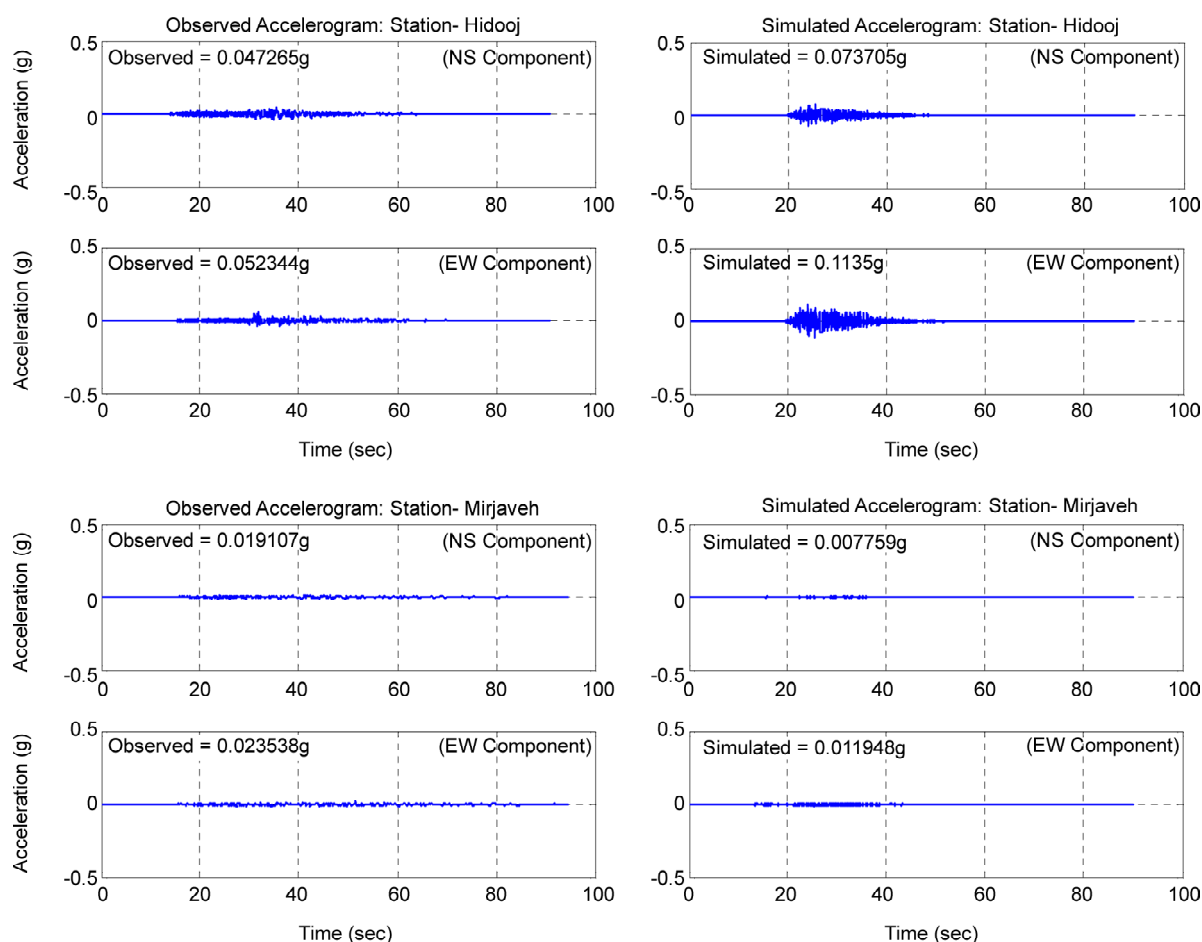 Observed Accelerogram: Station- Hidooj
Simulated Accelerogram: Station- Hidooj
Acceleration (g)
0.5
0
-0.5
Observed = 0.047265g
(NS Component)
0 20 40 60 80 100
0.5
0
-0.5
Simulated = 0.073705g
(NS Component)
0 20 40 60 80 100
Acceleration (g)
0.5
0
-0.5
Observed = 0.052344g
(EW Component)
0 20 40 60 80 100
Time (sec)
0.5
0
-0.5
Simulated = 0.1135g
(EW Component)
0 20 40 60 80 100
Time (sec)
Observed Accelerogram: Station- Mirjaveh
Simulated Accelerogram: Station- Mirjaveh
Acceleration (g)
0.5
0
-0.5
Observed = 0.019107g
(NS Component)
0 20 40 60 80 100
0.5
0
-0.5
Simulated = 0.007759g
(NS Component)
0 20 40 60 80 100
Acceleration (g)
0.5
0
-0.5
Observed = 0.023538g
(EW Component)
0 20 40 60 80 100
Time (sec)
0.5
0
-0.5
Simulated = 0.011948g
(EW Component)
0 20 40 60 80 100
Time (sec)